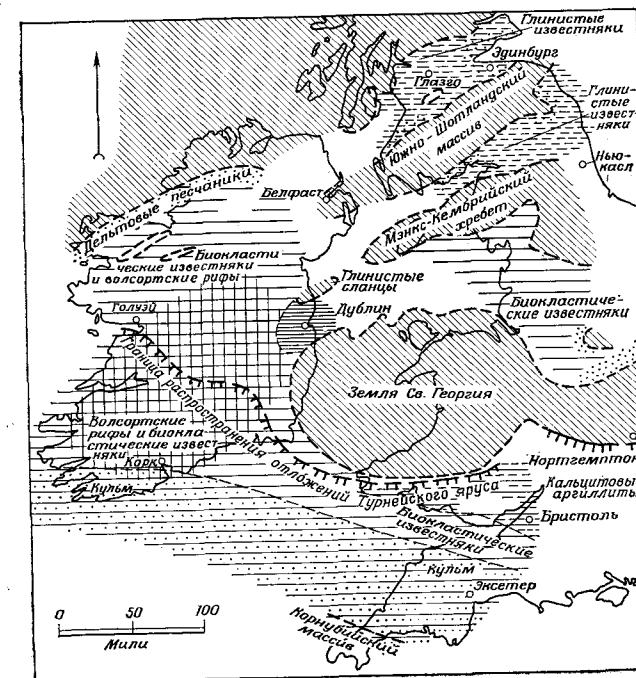 Глинистые
известняки
Эдинбург
Глазго
Глини-
стые
извест-
няки
Южно-Шотландский
массив
Нью-
касл
Белфаст
Дельтовые песчаники
Мэнкс-Кембрийский
хребет
Биокласти
ческие известняки
и волсортские рифы
Глинистые
сланцы
Голуэй
Дублин
Биокластиче-
ские известняки
Граница распространения отложений Турнейского яруса
Земля Св. Георгия
Волсортские
рифы и биокла
стические извест
няки
Корк
Кульм
Нортгемптон
Кальцитовые
аргиллиты
Биокластические
известняки
Бристоль
Кульм
Эксетер
0 50 100
Мили
Корнубийский
массив